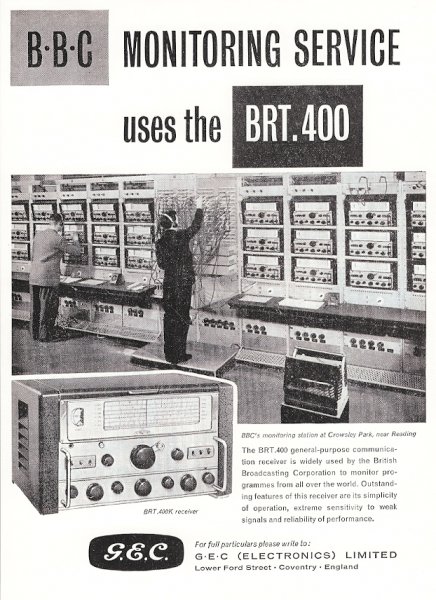 B·B·C MONITORING SERVICE
uses the BRT.400
BBC's monitoring station at Crowsley Park, near Reading
The BRT.400 general-purpose communica-
tion receiver is widely used by the British
Broadcasting Corporation to monitor pro-
grammes from all over the world. Outstand-
ing features of this receiver are its simplicity
of operation, extreme sensitivity to weak
signals and reliability of performance.
BRT.400K receiver
G.E.C.
For full particulars please write to:
G·E·C (ELECTRONICS) LIMITED
Lower Ford Street · Coventry · England